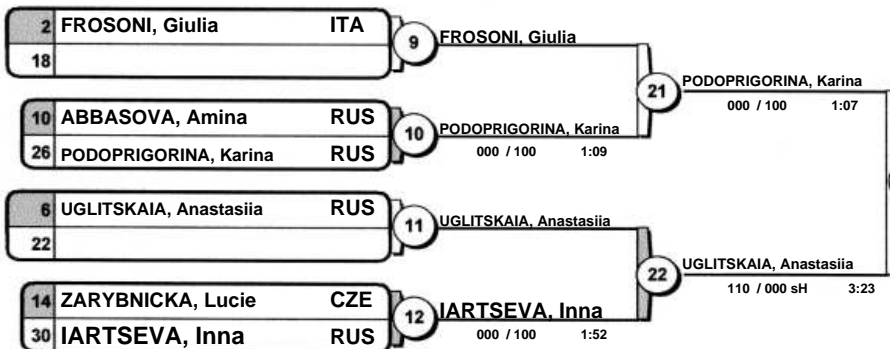 2 FROSONI, Giulia ITA
18
9
FROSONI, Giulia
10 ABBASOVA, Amina RUS
26 PODOPRIGORINA, Karina RUS
10
PODOPRIGORINA, Karina
000 / 100 1:09
21
PODOPRIGORINA, Karina
000 / 100 1:07
6 UGLITSKAIA, Anastasiia RUS
22
11
UGLITSKAIA, Anastasiia
14 ZARYBNICKA, Lucie CZE
30 IARTSEVA, Inna RUS
12
IARTSEVA, Inna
000 / 100 1:52
22
UGLITSKAIA, Anastasiia
110 / 000 sH 3:23